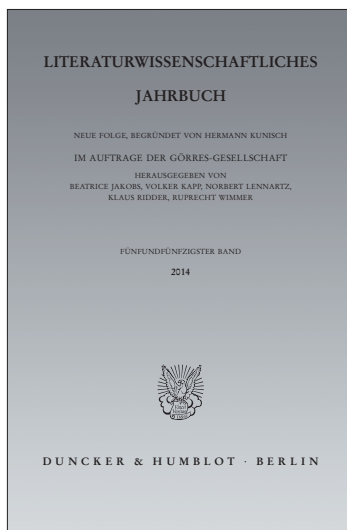 LITERATURWISSENSCHAFTLICHES
JAHRBUCH
NEUE FOLGE, BEGRÜNDET VON HERMANN KUNISCH
IM AUFTRAGE DER GÖRRES-GESELLSCHAFT
HERAUSGEGEBEN VON
BEATRICE JAKOBS, VOLKER KAPP, NORBERT LENNARTZ,
KLAUS RIDDER, RUPRECHT WIMMER
FÜNFUNDFÜNFZIGSTER BAND
2014
DUNCKER & HUMBLOT · BERLIN